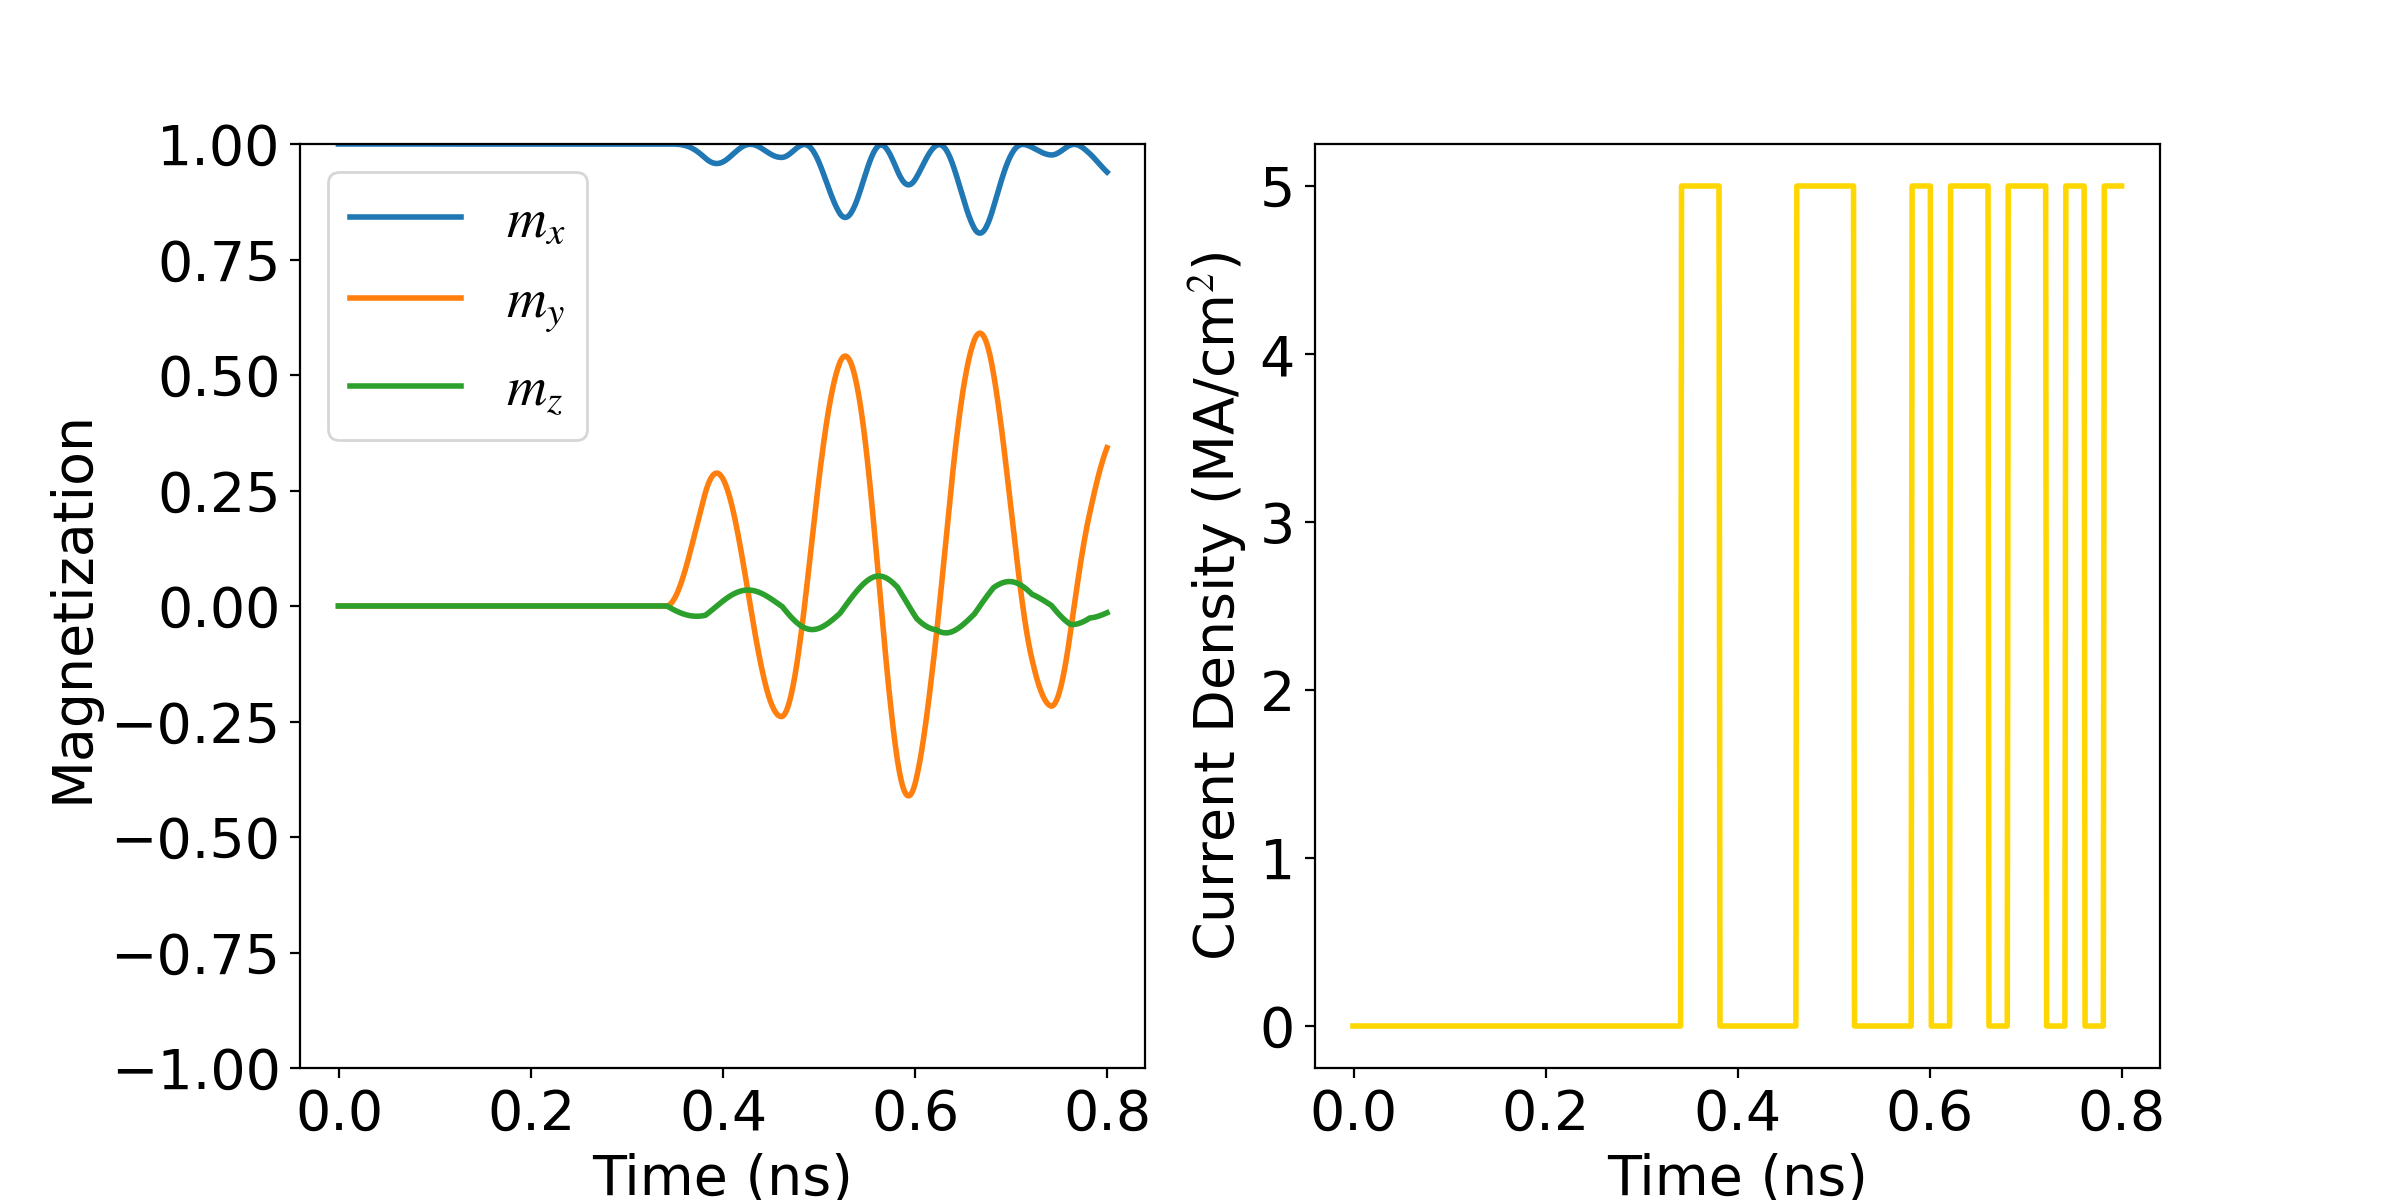 1.00
0.75
0.50
0.25
0.00
−0.25
−0.50
−0.75
−1.00
Magnetization
m_x
m_y
m_z
0.0 0.2 0.4 0.6 0.8
Time (ns)
5
4
3
2
1
0
Current Density (MA/cm²)
0.0 0.2 0.4 0.6 0.8
Time (ns)